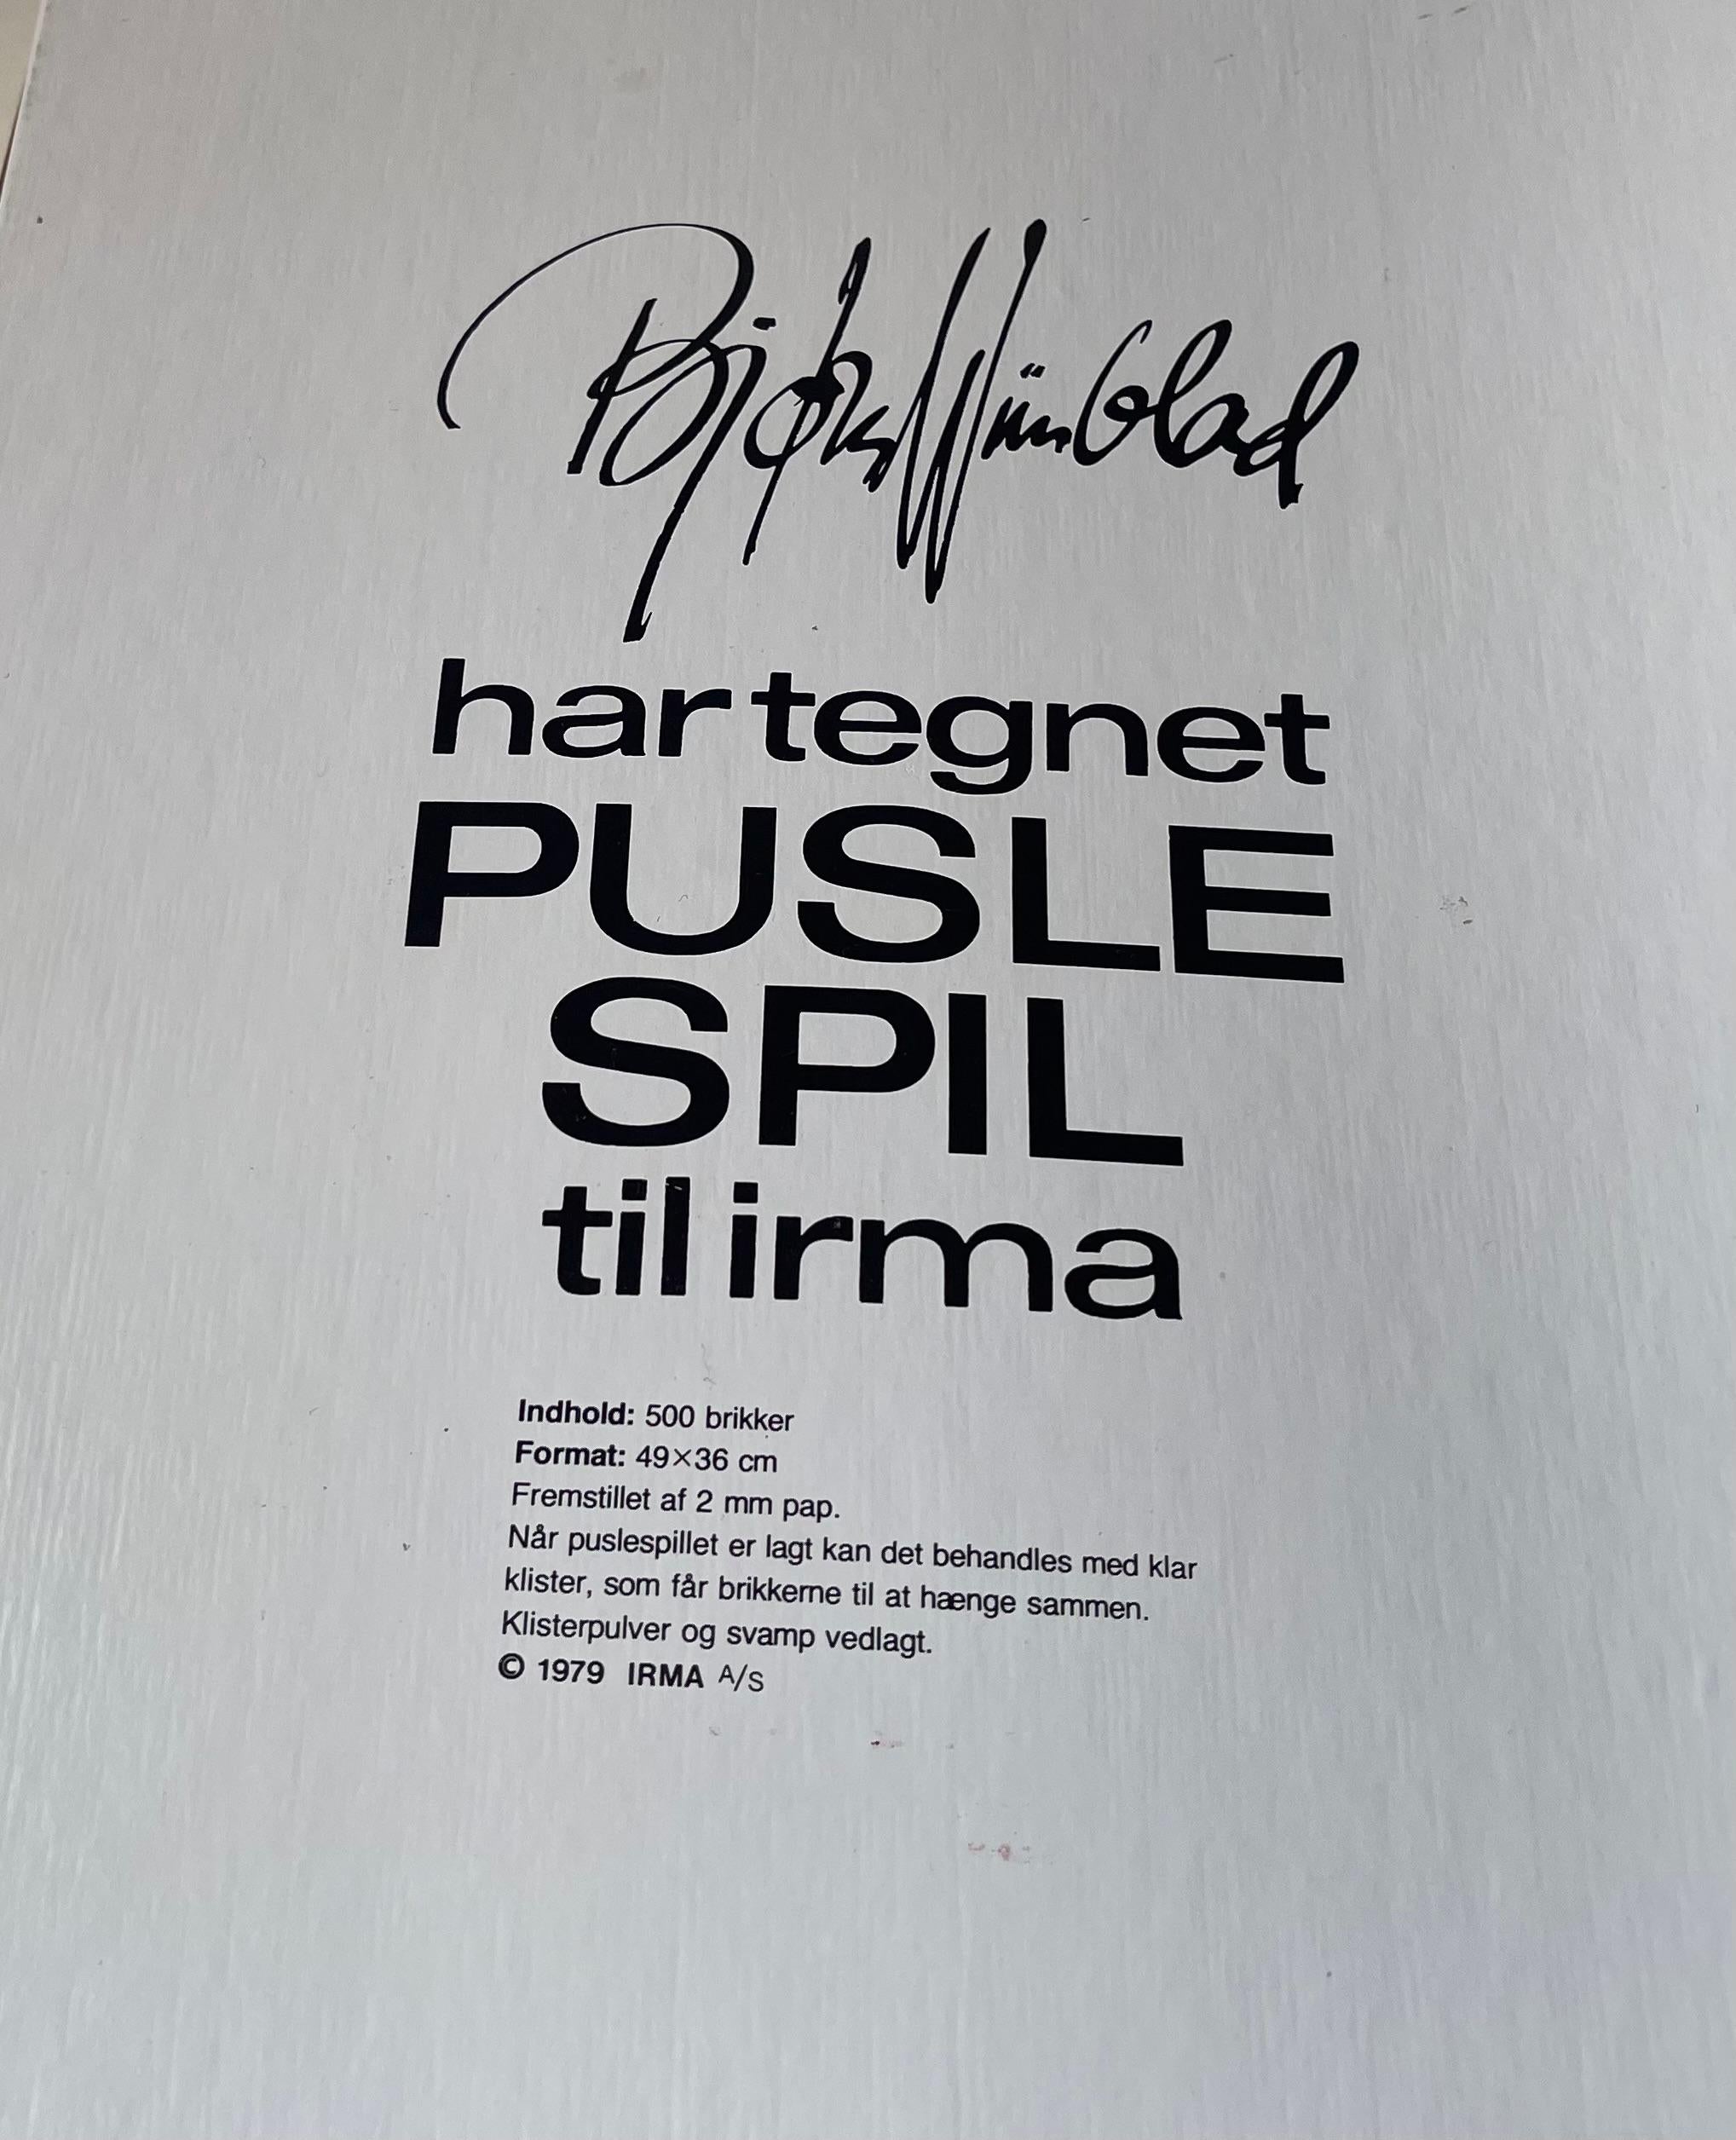 Bjørn Wiinblad
har tegnet
PUSLE
SPIL
til irma
Indhold: 500 brikker
Format: 49×36 cm
Fremstillet af 2 mm pap.
Når puslespillet er lagt kan det behandles med klar
klister, som får brikkerne til at hænge sammen.
Klisterpulver og svamp vedlagt.
© 1979 IRMA A/S